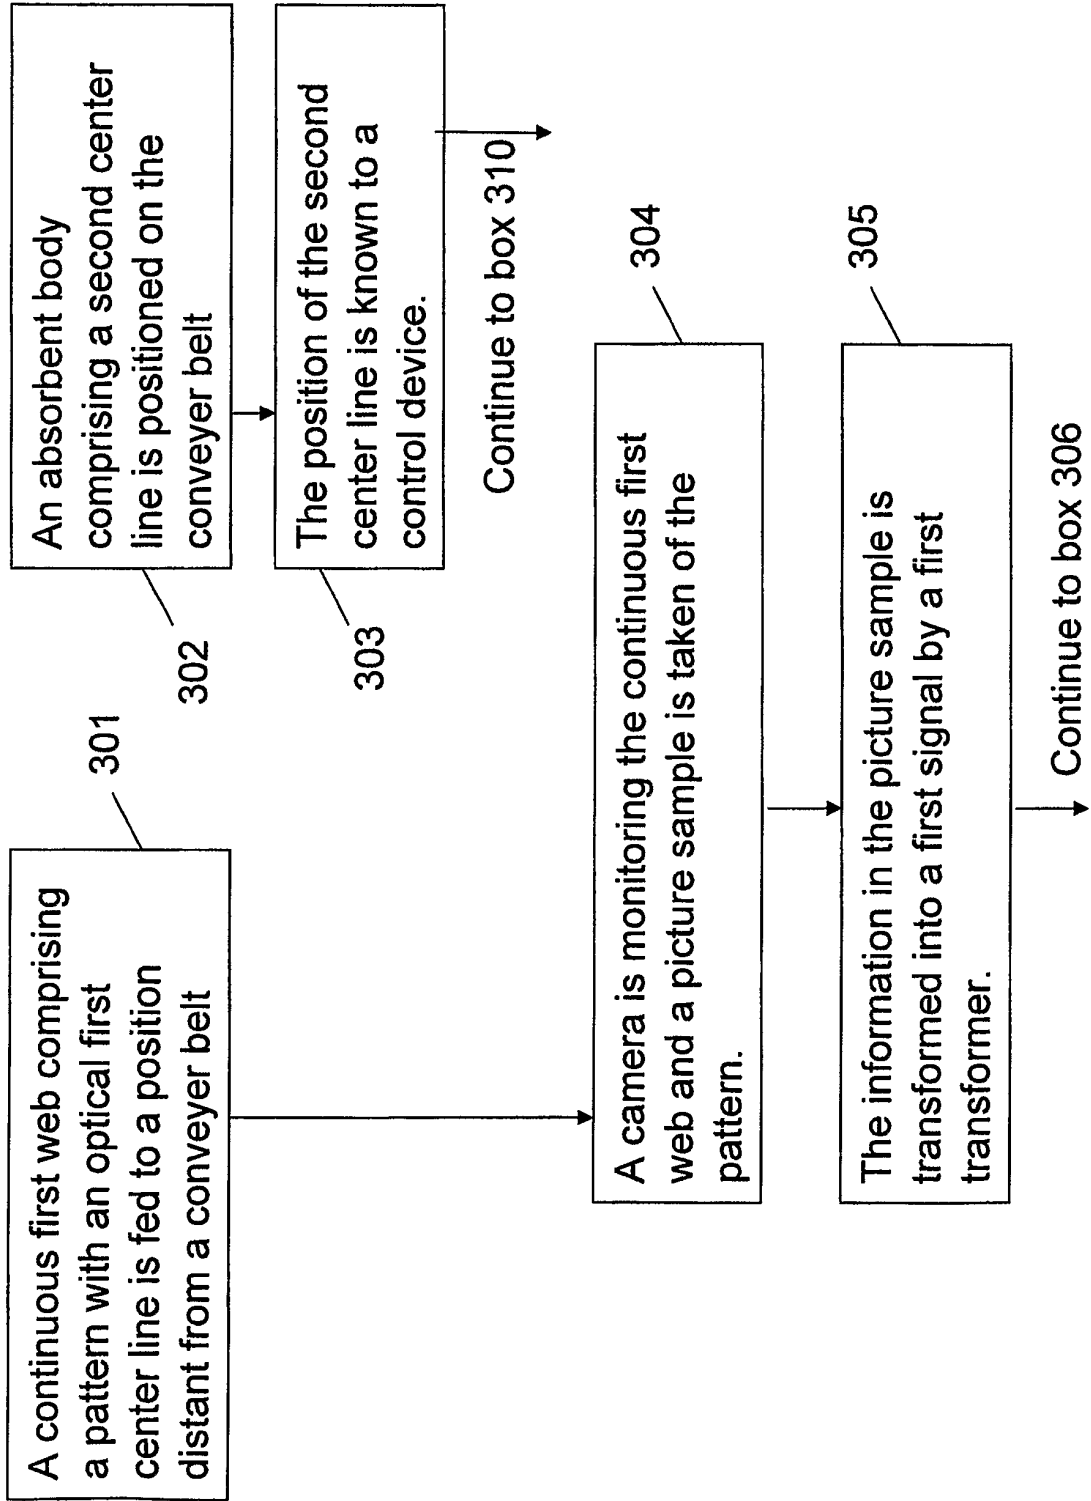 A continuous first web comprising
a pattern with an optical first
center line is fed to a position
distant from a conveyer belt
301
302
An absorbent body
comprising a second center
line is positioned on the
conveyer belt
303
The position of the second
center line is known to a
control device.
Continue to box 310
A camera is monitoring the continuous first
web and a picture sample is taken of the
pattern.
304
The information in the picture sample is
transformed into a first signal by a first
transformer.
305
Continue to box 306